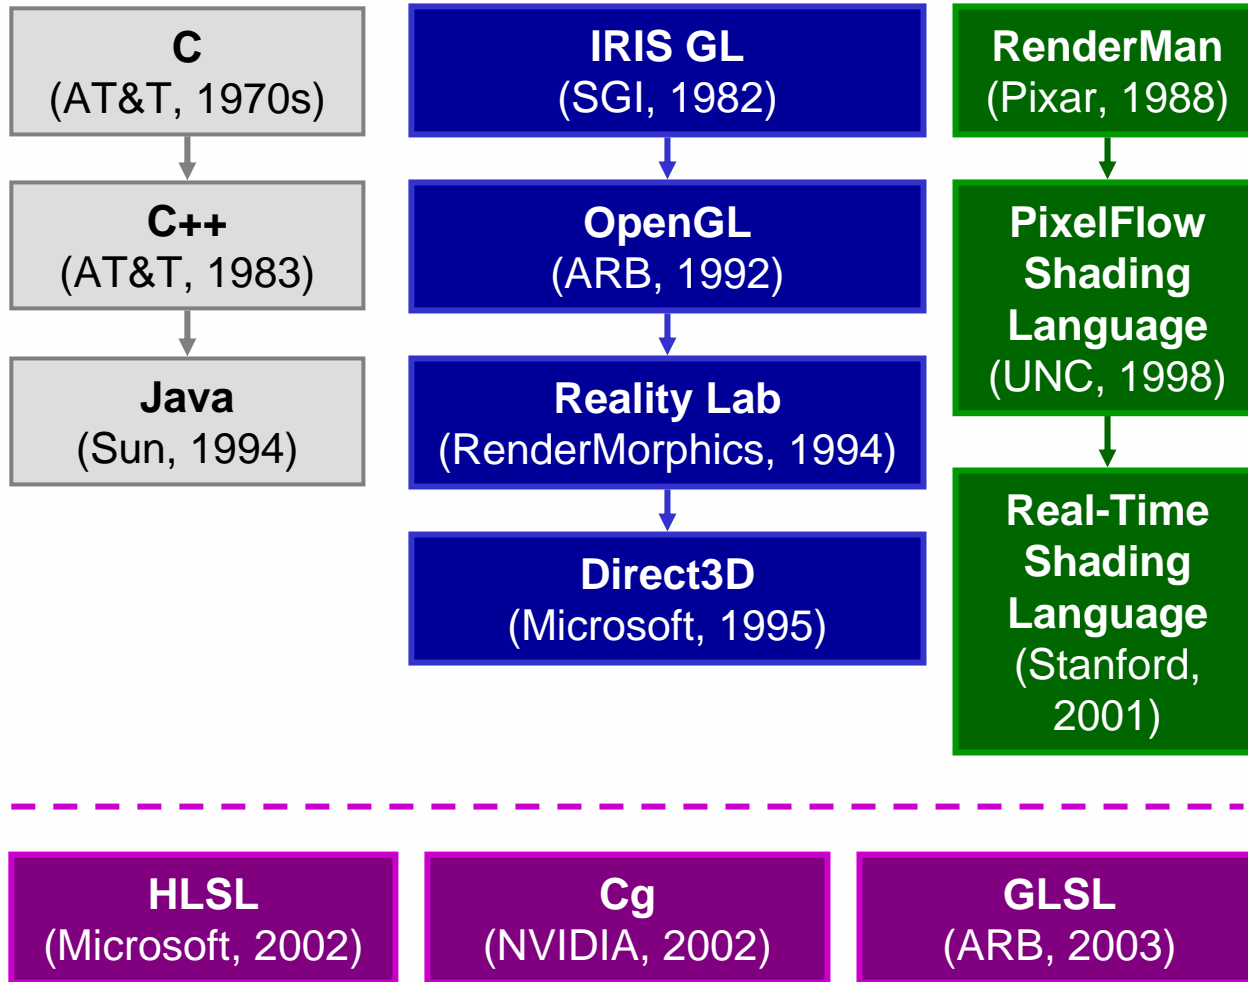 C
(AT&T, 1970s)
C++
(AT&T, 1983)
Java
(Sun, 1994)
IRIS GL
(SGI, 1982)
OpenGL
(ARB, 1992)
Reality Lab
(RenderMorphics, 1994)
Direct3D
(Microsoft, 1995)
RenderMan
(Pixar, 1988)
PixelFlow
Shading
Language
(UNC, 1998)
Real-Time
Shading
Language
(Stanford,
2001)
HLSL
(Microsoft, 2002)
Cg
(NVIDIA, 2002)
GLSL
(ARB, 2003)